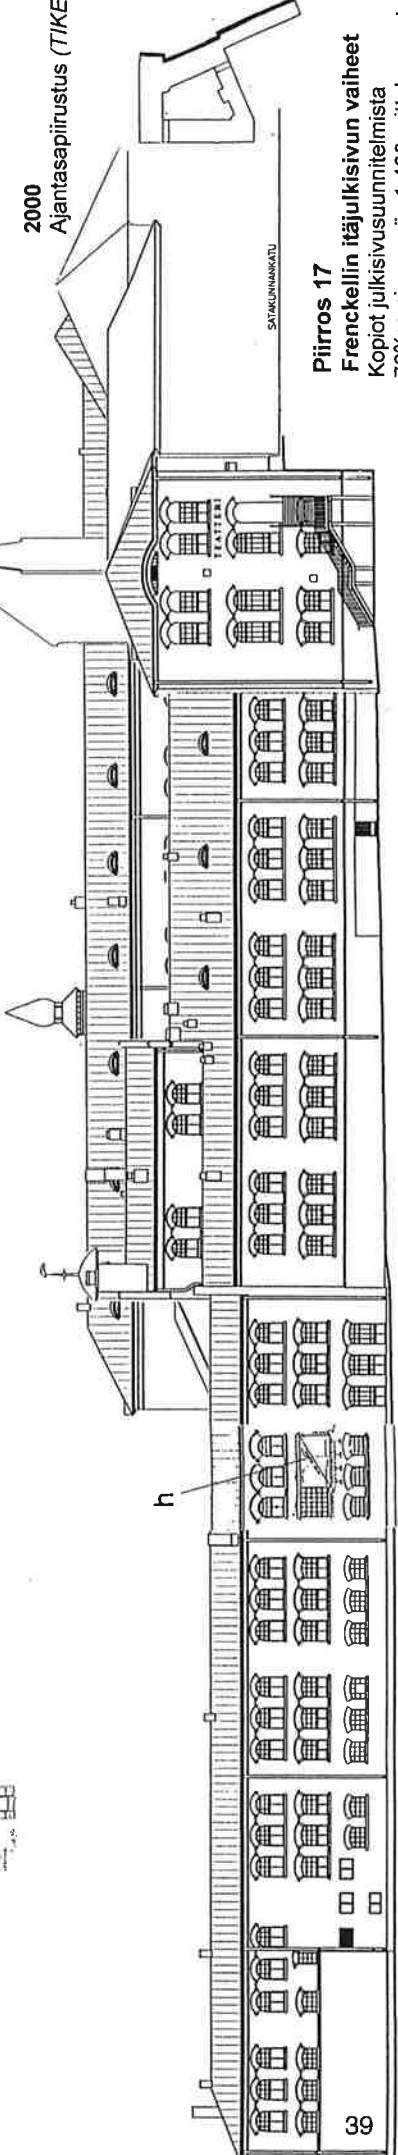 2000
Ajantasapiirustus (TIKE
SATAKUNNANKATU
Piirros 17
Frenckellin itäjulkisivun vaiheet
Kopiot julkisivusuunnitelmista
TEATTERI
h
39